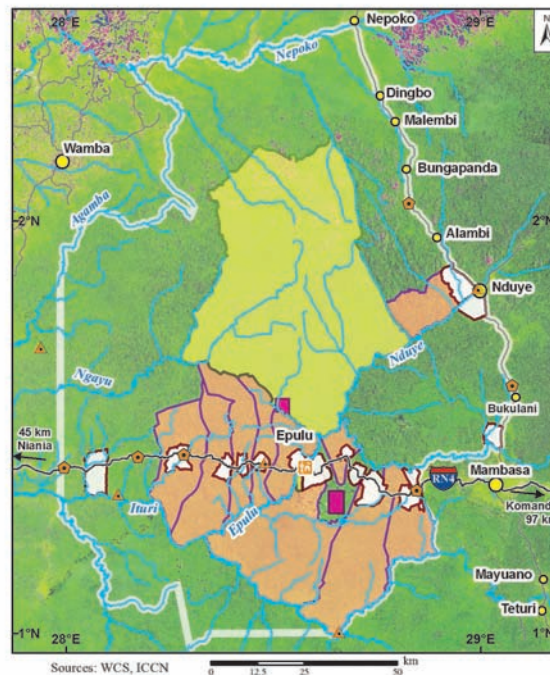 28°E
29°E
N
Nepoko
Nepoko
Dingbo
Malembi
Wamba
Bungapanda
2°N
Agamba
2°N
Alambi
Nduye
Nduye
Ngayu
Bukulani
45 km
Niania
Epulu
RN4
Mambasa
Ituri
Epulu
Komanda
97 km
Mayuano
Teturi
1°N
28°E
29°E
1°N
Sources: WCS, ICCN
km
0 12.5 25 50